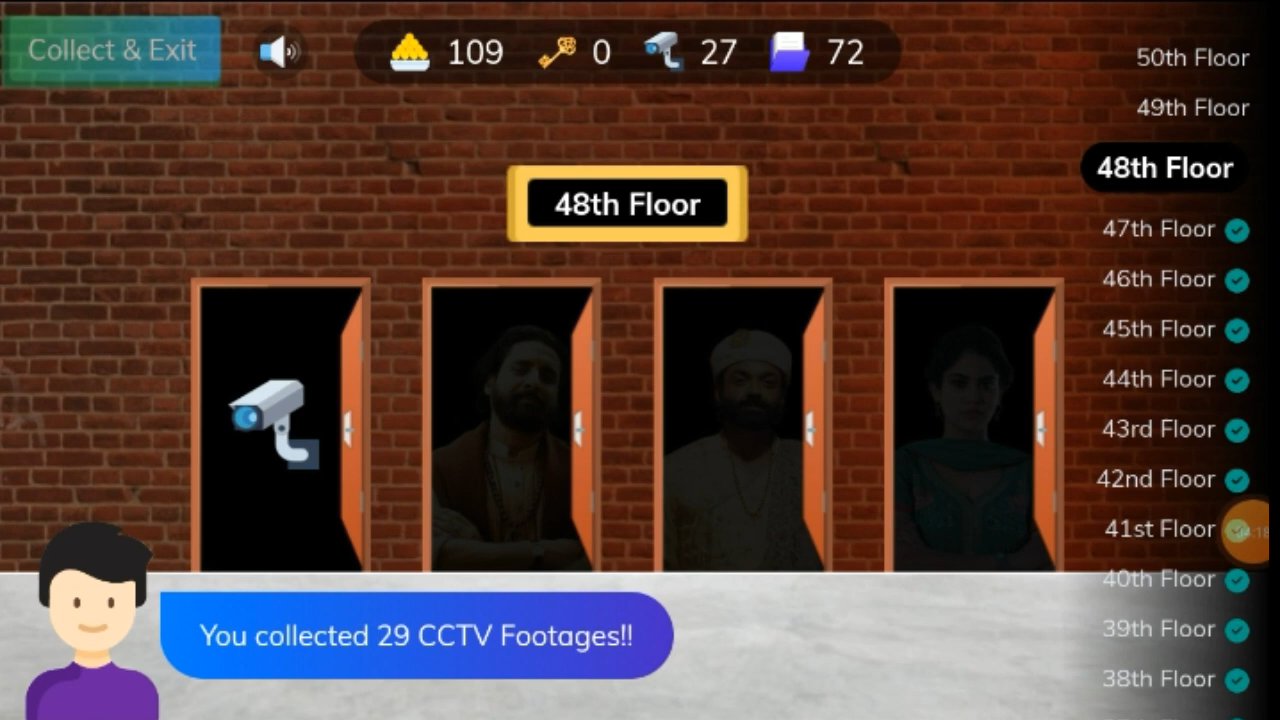 Collect & Exit
109
0
27
72
50th Floor
49th Floor
48th Floor
48th Floor
47th Floor
46th Floor
45th Floor
44th Floor
43rd Floor
42nd Floor
41st Floor
40th Floor
39th Floor
38th Floor
You collected 29 CCTV Footages!!